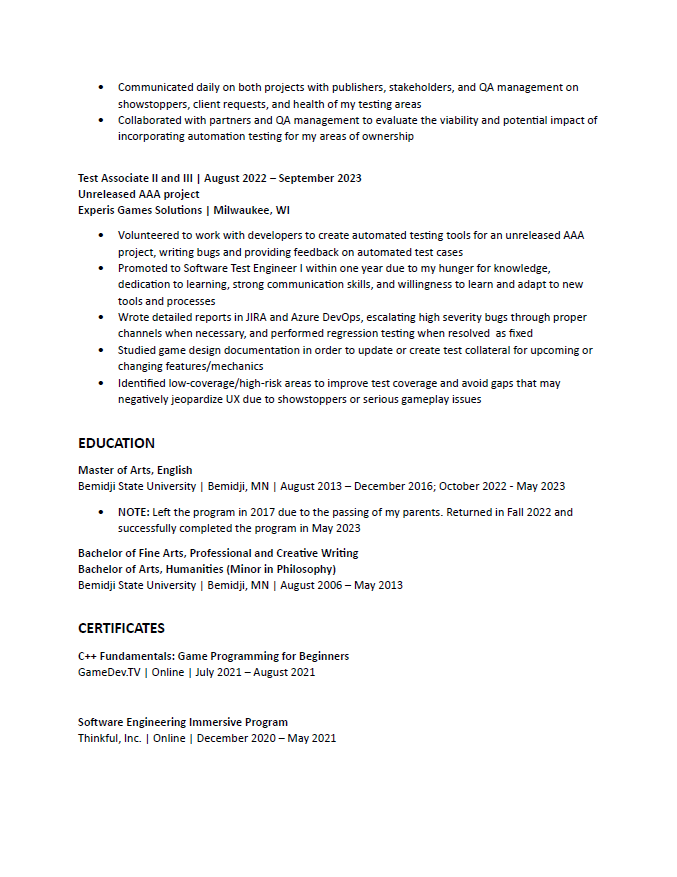 • Communicated daily on both projects with publishers, stakeholders, and QA management on
showstoppers, client requests, and health of my testing areas
• Collaborated with partners and QA management to evaluate the viability and potential impact of
incorporating automation testing for my areas of ownership
Test Associate II and III | August 2022 – September 2023
Unreleased AAA project
Experis Games Solutions | Milwaukee, WI
• Volunteered to work with developers to create automated testing tools for an unreleased AAA
project, writing bugs and providing feedback on automated test cases
• Promoted to Software Test Engineer I within one year due to my hunger for knowledge,
dedication to learning, strong communication skills, and willingness to learn and adapt to new
tools and processes
• Wrote detailed reports in JIRA and Azure DevOps, escalating high severity bugs through proper
channels when necessary, and performed regression testing when resolved  as fixed
• Studied game design documentation in order to update or create test collateral for upcoming or
changing features/mechanics
• Identified low-coverage/high-risk areas to improve test coverage and avoid gaps that may
negatively jeopardize UX due to showstoppers or serious gameplay issues
EDUCATION
Master of Arts, English
Bemidji State University | Bemidji, MN | August 2013 – December 2016; October 2022 - May 2023
• NOTE: Left the program in 2017 due to the passing of my parents. Returned in Fall 2022 and
successfully completed the program in May 2023
Bachelor of Fine Arts, Professional and Creative Writing
Bachelor of Arts, Humanities (Minor in Philosophy)
Bemidji State University | Bemidji, MN | August 2006 – May 2013
CERTIFICATES
C++ Fundamentals: Game Programming for Beginners
GameDev.TV | Online | July 2021 – August 2021
Software Engineering Immersive Program
Thinkful, Inc. | Online | December 2020 – May 2021